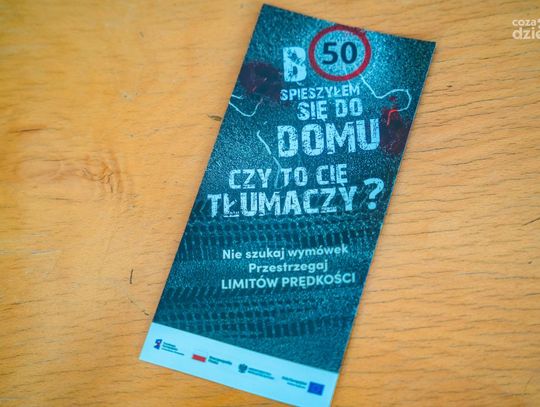 B 50
SPIESZYŁEM
SIĘ DO
DOMU
CZY TO CIĘ
TŁUMACZY?
Nie szukaj wymówek
Przestrzegaj
LIMITÓW PRĘDKOŚCI